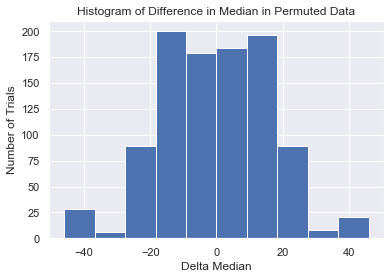 Histogram of Difference in Median in Permuted Data
200
175
150
125
100
75
50
25
0
Number of Trials
−40 −20 0 20 40
Delta Median